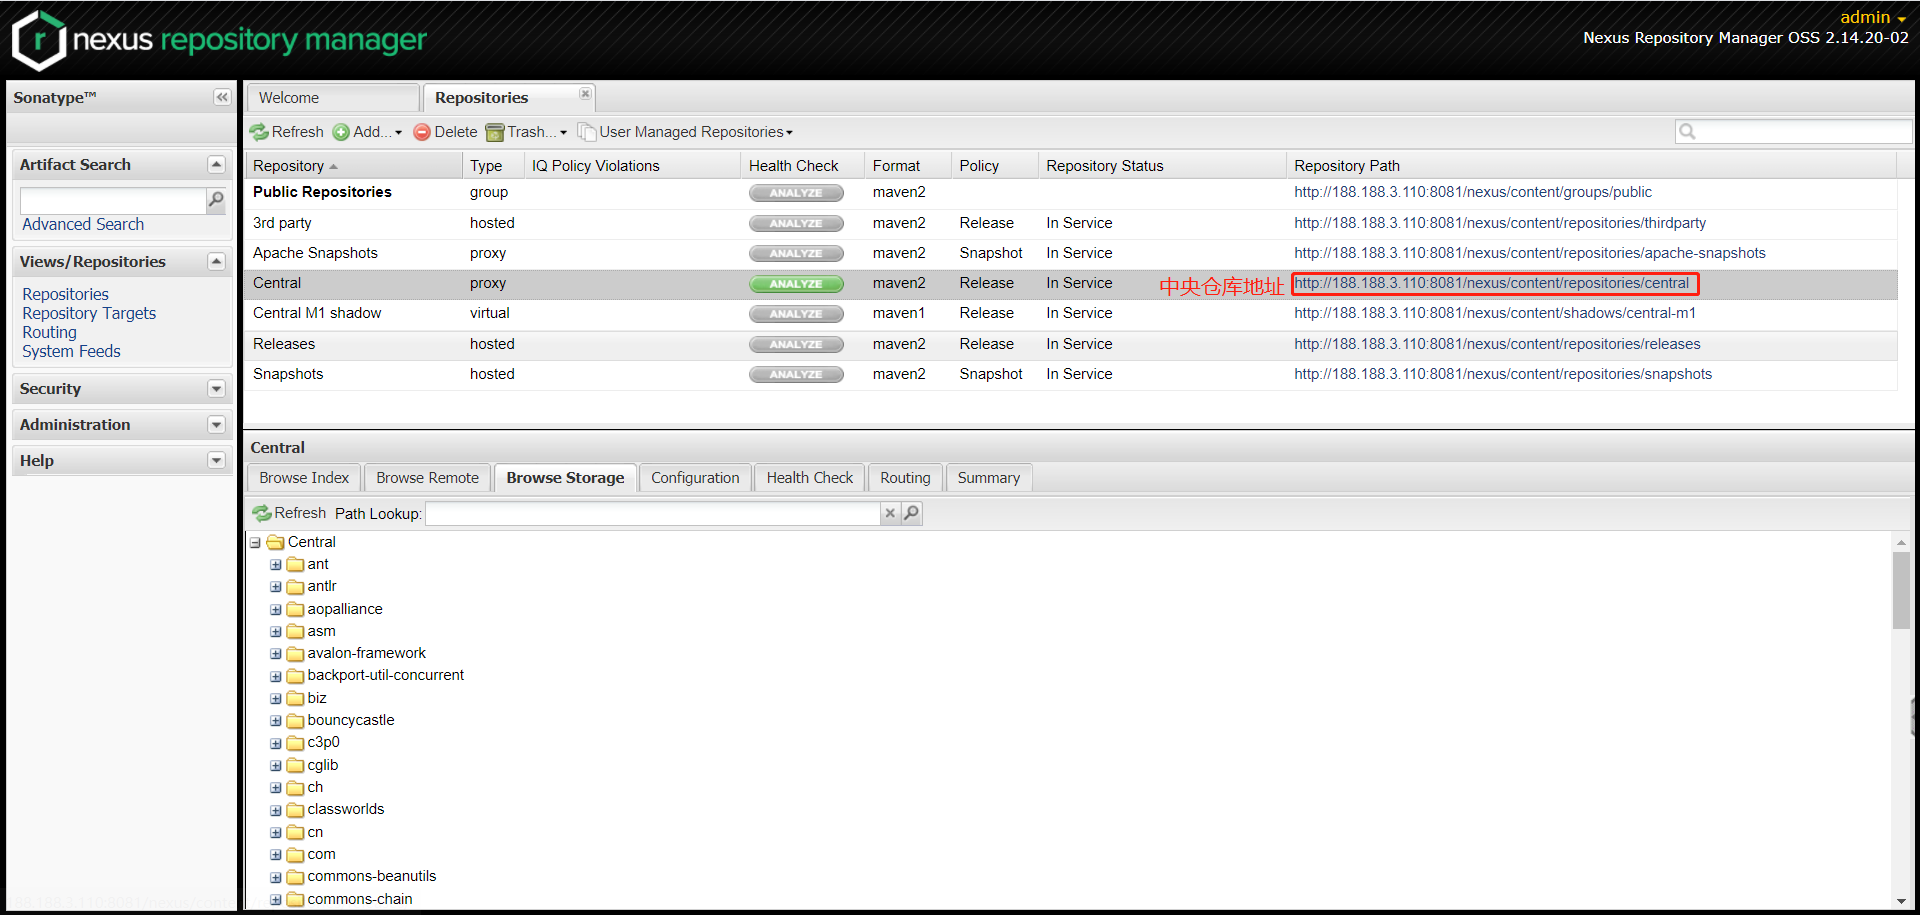 admin
nexus repository manager
Nexus Repository Manager OSS 2.14.20-02
Sonatype™
Artifact Search
Advanced Search
Views/Repositories
Repositories
Repository Targets
Routing
System Feeds
Security
Administration
Help
Welcome
Repositories
Refresh Add... Delete Trash... User Managed Repositories
Repository Type IQ Policy Violations Health Check Format Policy Repository Status Repository Path
Public Repositories group ANALYZE maven2 http://188.188.3.110:8081/nexus/content/groups/public
3rd party hosted ANALYZE maven2 Release In Service http://188.188.3.110:8081/nexus/content/repositories/thirdparty
Apache Snapshots proxy ANALYZE maven2 Snapshot In Service http://188.188.3.110:8081/nexus/content/repositories/apache-snapshots
Central proxy ANALYZE maven2 Release In Service 中央仓库地址 http://188.188.3.110:8081/nexus/content/repositories/central
Central M1 shadow virtual ANALYZE maven1 Release In Service http://188.188.3.110:8081/nexus/content/shadows/central-m1
Releases hosted ANALYZE maven2 Release In Service http://188.188.3.110:8081/nexus/content/repositories/releases
Snapshots hosted ANALYZE maven2 Snapshot In Service http://188.188.3.110:8081/nexus/content/repositories/snapshots
Central
Browse Index Browse Remote Browse Storage Configuration Health Check Routing Summary
Refresh Path Lookup:
Central
ant
antlr
aopalliance
asm
avalon-framework
backport-util-concurrent
biz
bouncycastle
c3p0
cglib
ch
classworlds
cn
com
commons-beanutils
commons-chain